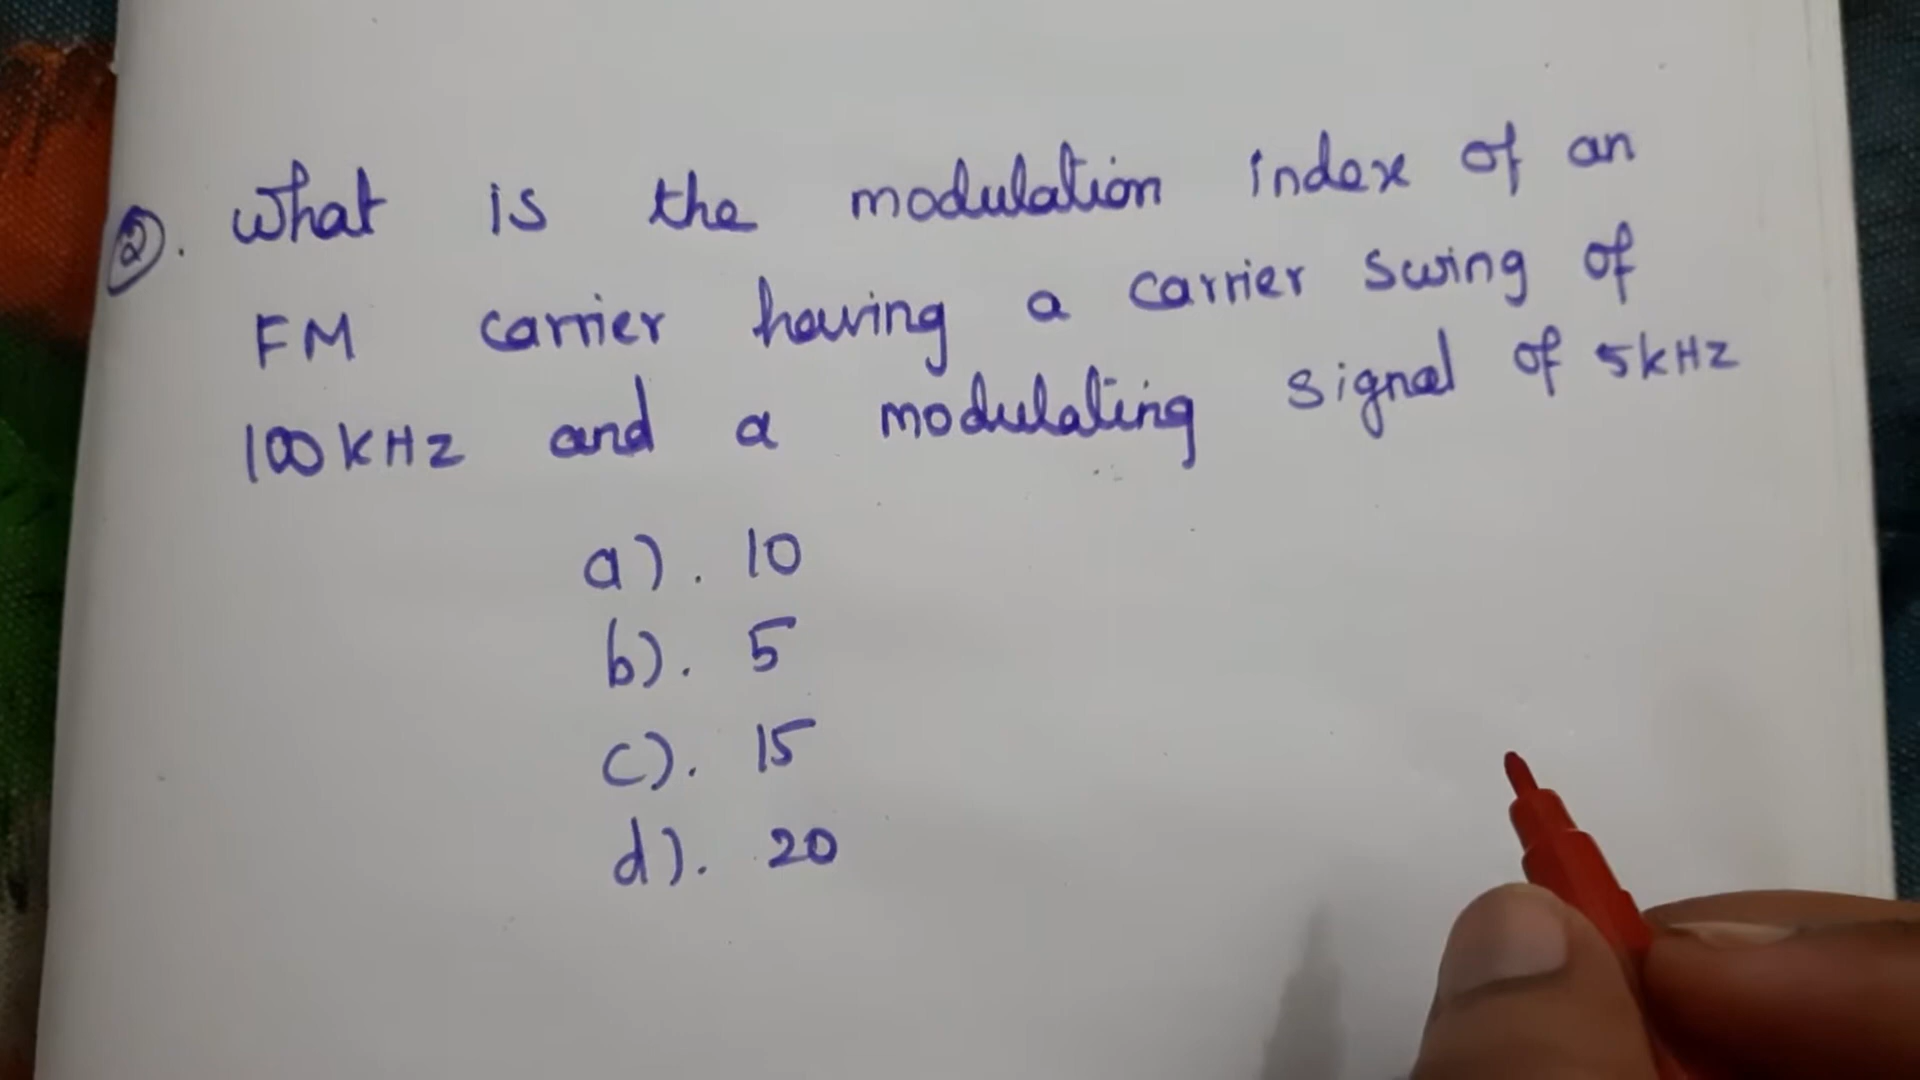 ②. What is the modulation index of an
FM carrier having a carrier swing of
100 kHz and a modulating signal of 5kHz
a). 10
b). 5
c). 15
d). 20